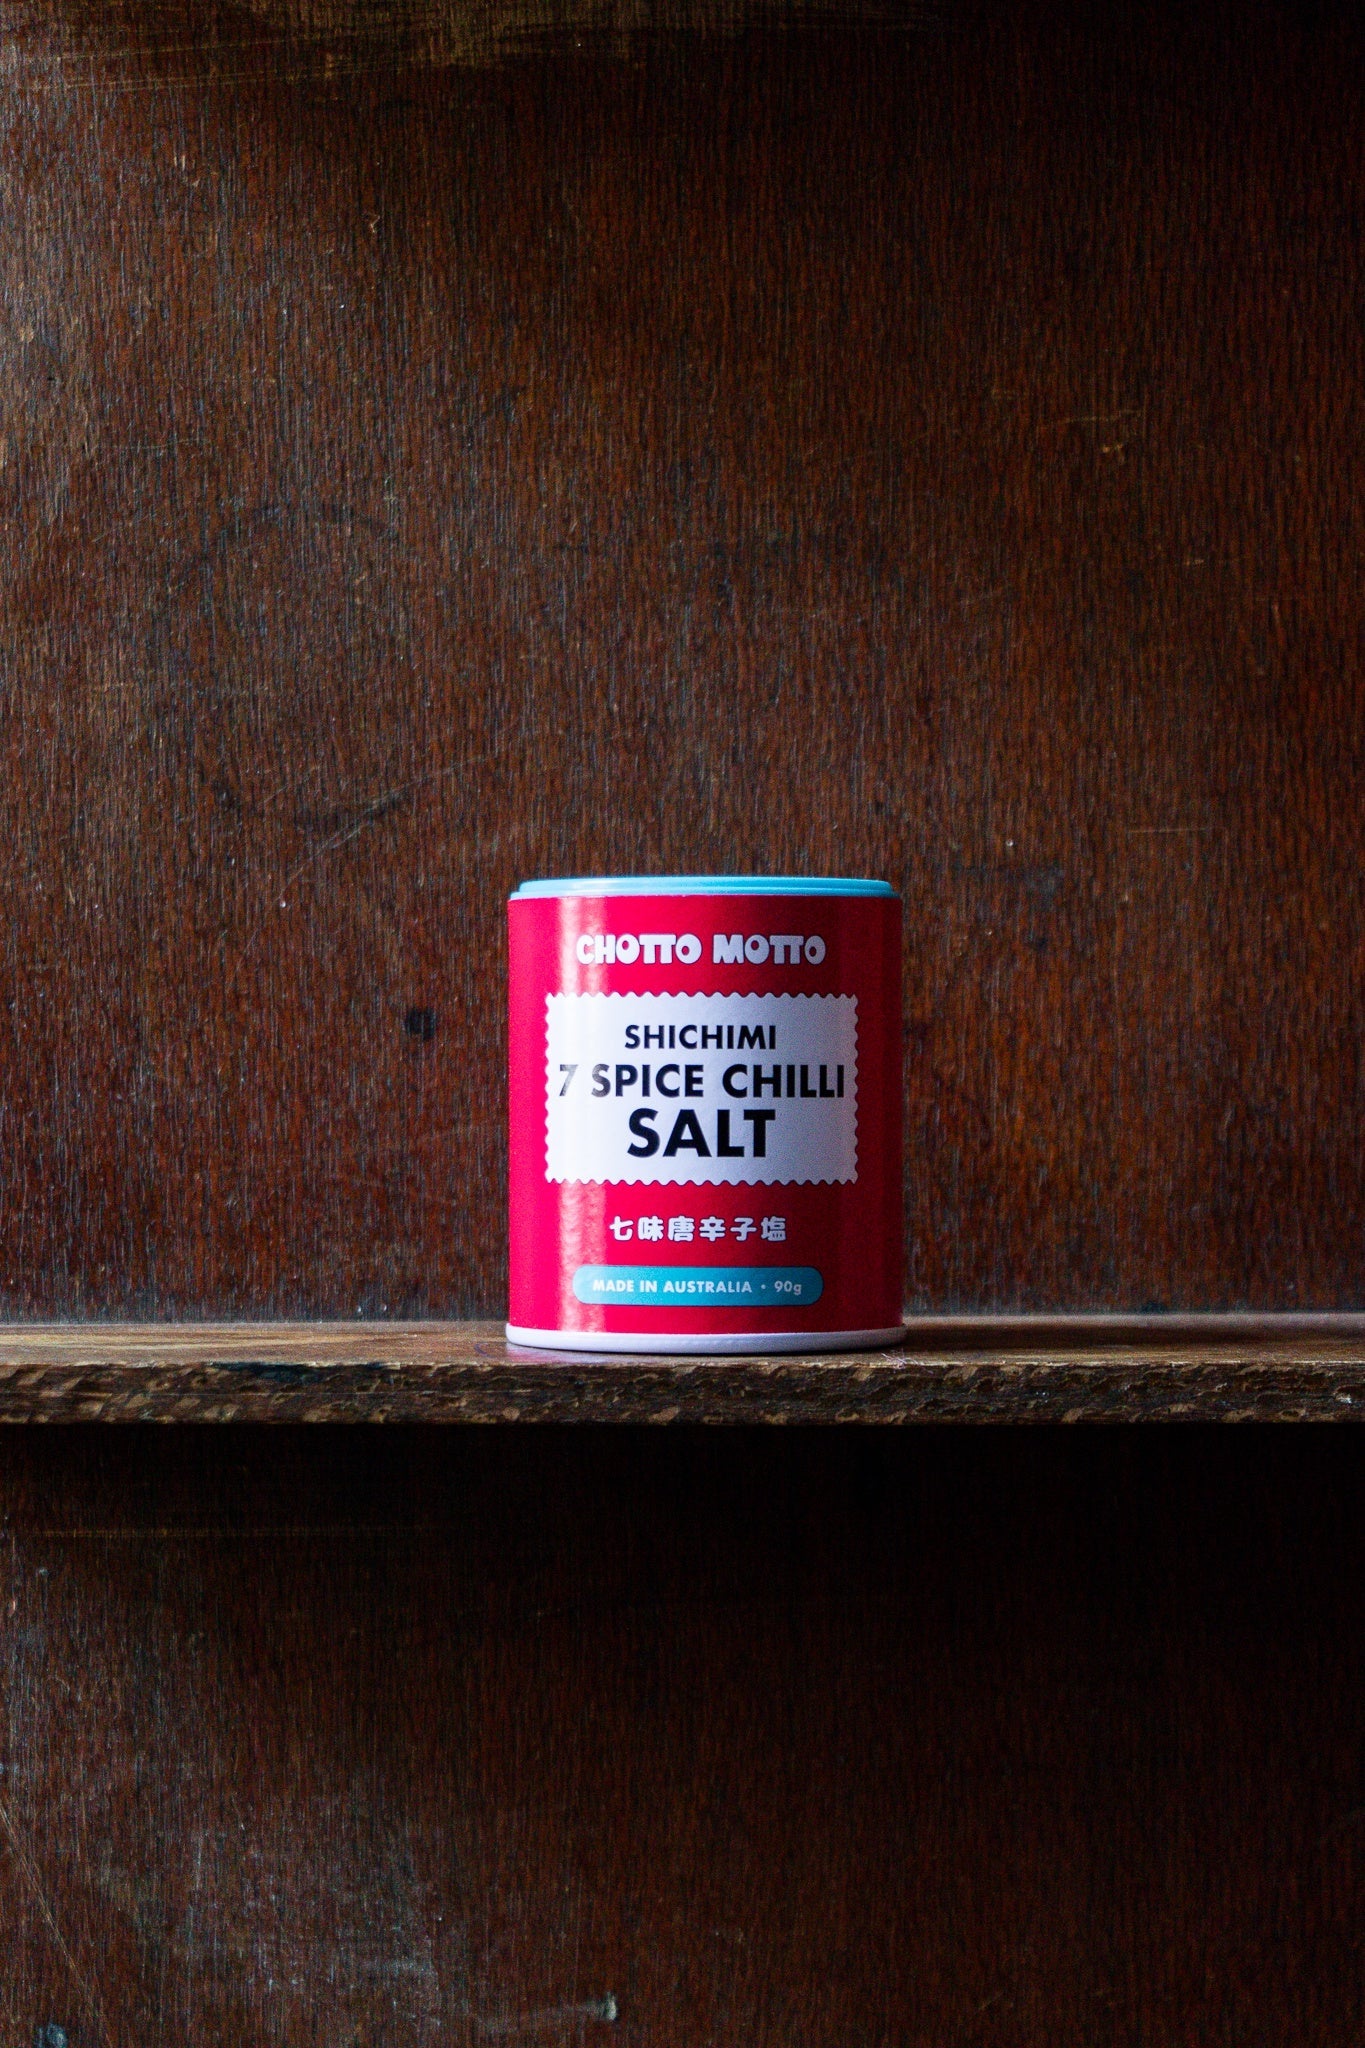 CHOTTO MOTTO
SHICHIMI
7 SPICE CHILLI
SALT
七味唐辛子塩
MADE IN AUSTRALIA • 90g